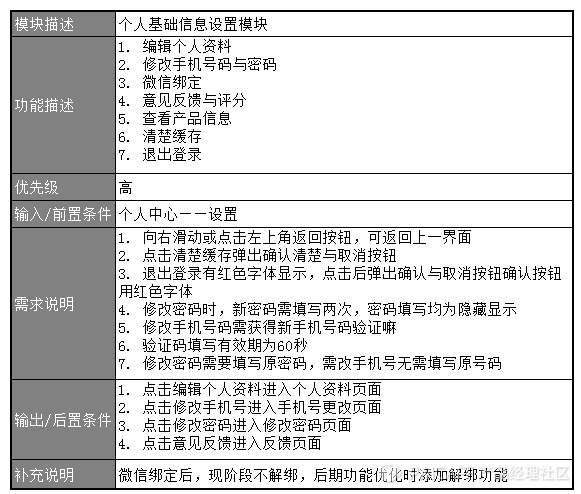 模块描述 个人基础信息设置模块
功能描述
1. 编辑个人资料
2. 修改手机号码与密码
3. 微信绑定
4. 意见反馈与评分
5. 查看产品信息
6. 清楚缓存
7. 退出登录
优先级 高
输入/前置条件 个人中心——设置
需求说明
1. 向右滑动或点击左上角返回按钮，可返回上一界面
2. 点击清楚缓存弹出确认清楚与取消按钮
3. 退出登录有红色字体显示，点击后弹出确认与取消按钮确认按钮
用红色字体
4. 修改密码时，新密码需填写两次，密码填写均为隐藏显示
5. 修改手机号码需获得新手机号码验证嘛
6. 验证码填写有效期为60秒
7. 修改密码需要填写原密码，需改手机号无需填写原号码
输出/后置条件
1. 点击编辑个人资料进入个人资料页面
2. 点击修改手机号进入手机号更改页面
3. 点击修改密码进入修改密码页面
4. 点击意见反馈进入反馈页面
补充说明 微信绑定后，现阶段不解绑，后期功能优化时添加解绑功能
经理社区